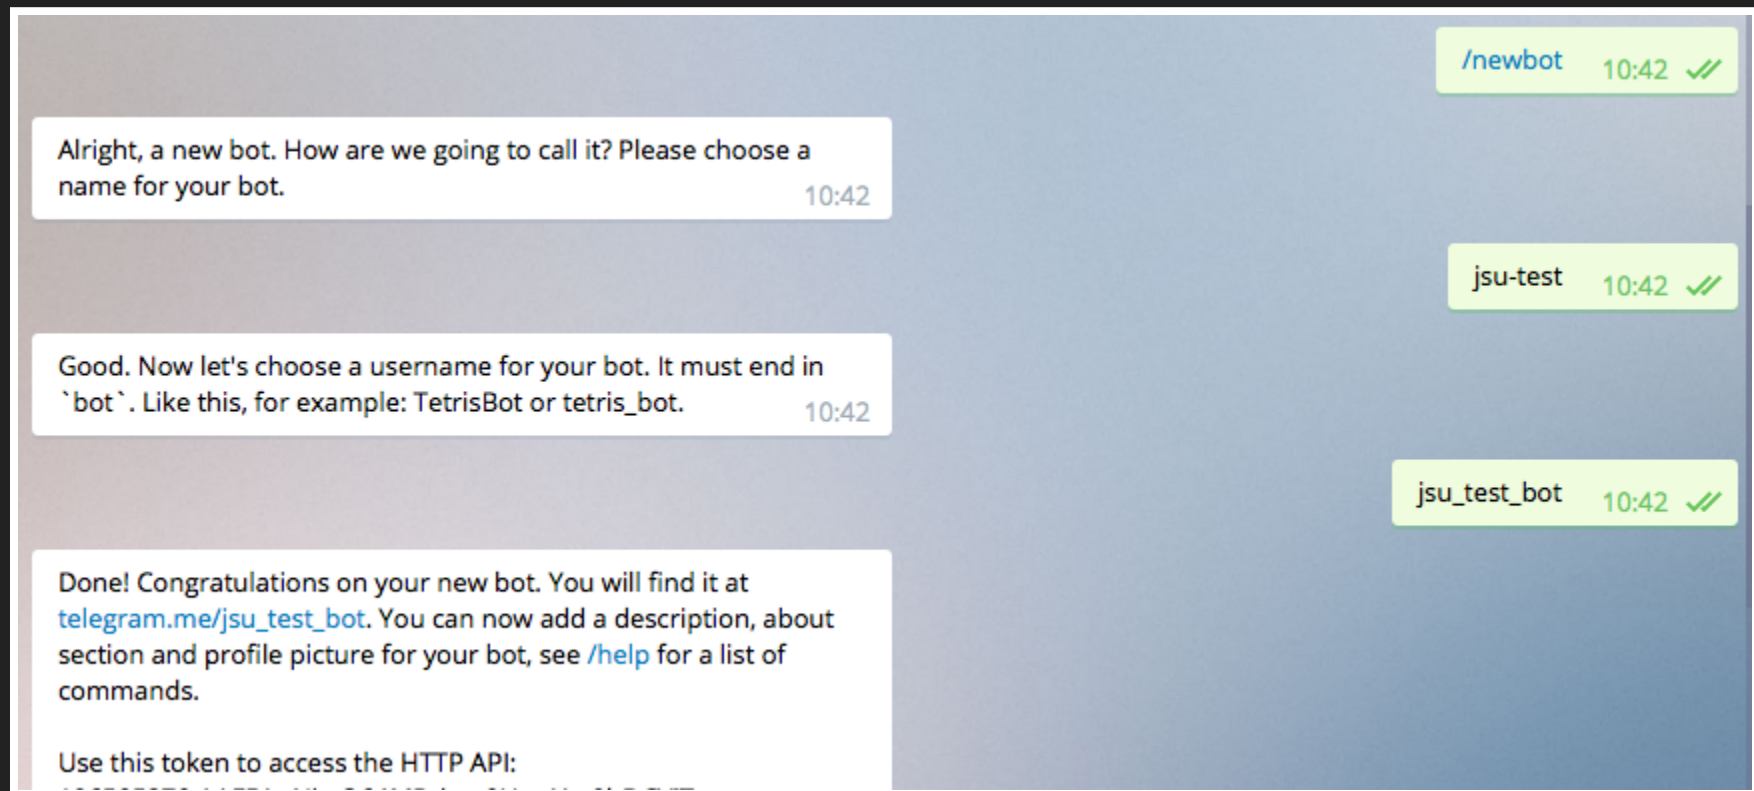 /newbot 10:42
Alright, a new bot. How are we going to call it? Please choose a
name for your bot.
10:42
jsu-test 10:42
Good. Now let's choose a username for your bot. It must end in
`bot`. Like this, for example: TetrisBot or tetris_bot.
10:42
jsu_test_bot 10:42
Done! Congratulations on your new bot. You will find it at
telegram.me/jsu_test_bot. You can now add a description, about
section and profile picture for your bot, see /help for a list of
commands.
Use this token to access the HTTP API: